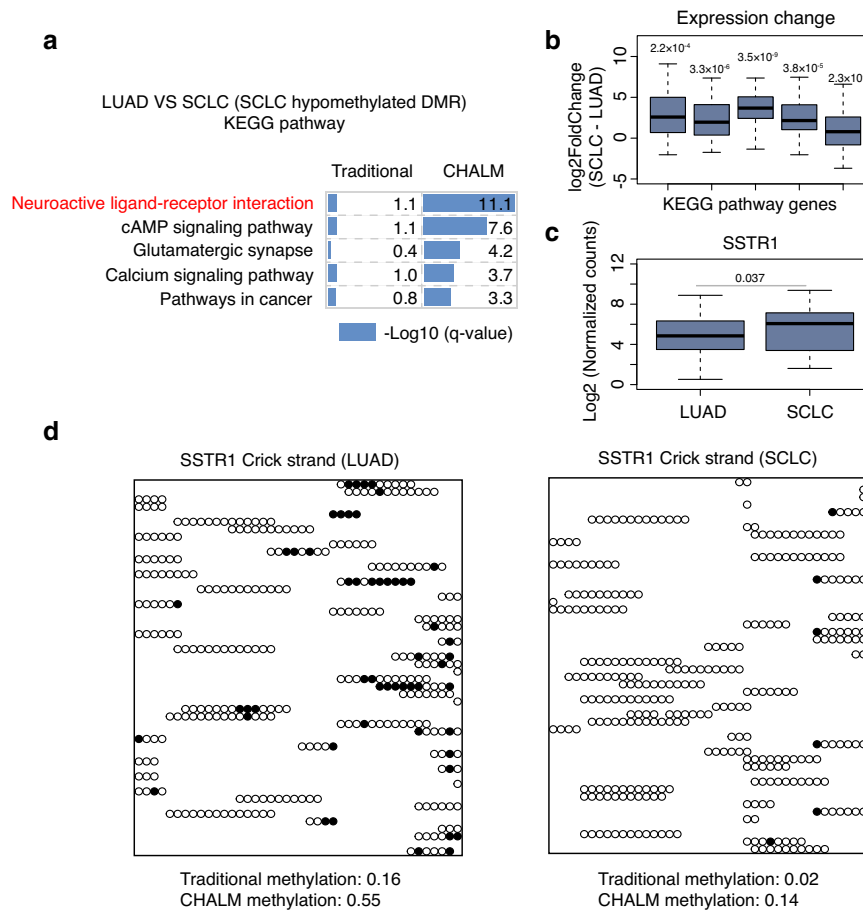 a
LUAD VS SCLC (SCLC hypomethylated DMR)
KEGG pathway
Traditional CHALM
Neuroactive ligand-receptor interaction 1.1 11.1
cAMP signaling pathway 1.1 7.6
Glutamatergic synapse 0.4 4.2
Calcium signaling pathway 1.0 3.7
Pathways in cancer 0.8 3.3
-Log10 (q-value)
b
Expression change
log2FoldChange
(SCLC - LUAD)
10
5
0
-5
2.2×10⁻⁴
3.3×10⁻⁶
3.5×10⁻⁹
3.8×10⁻⁵
2.3×10
KEGG pathway genes
c
SSTR1
Log2 (Normalized counts)
12
8
4
0
0.037
LUAD SCLC
d
SSTR1 Crick strand (LUAD)
Traditional methylation: 0.16
CHALM methylation: 0.55
SSTR1 Crick strand (SCLC)
Traditional methylation: 0.02
CHALM methylation: 0.14